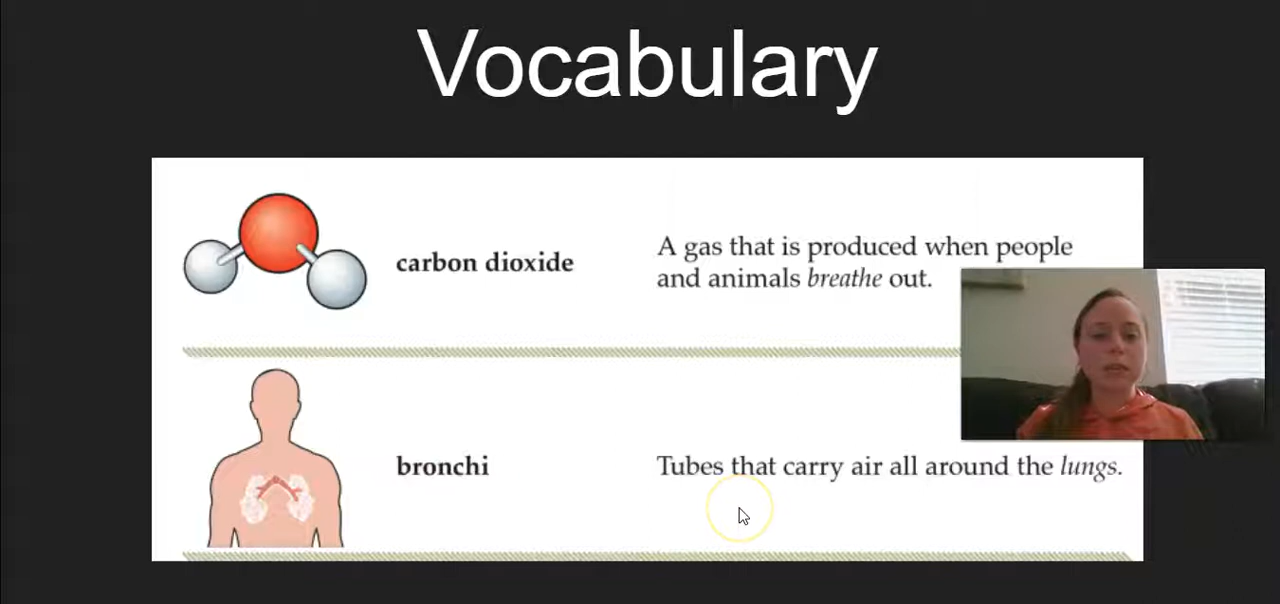 Vocabulary
carbon dioxide
A gas that is produced when people
and animals breathe out.
bronchi
Tubes that carry air all around the lungs.